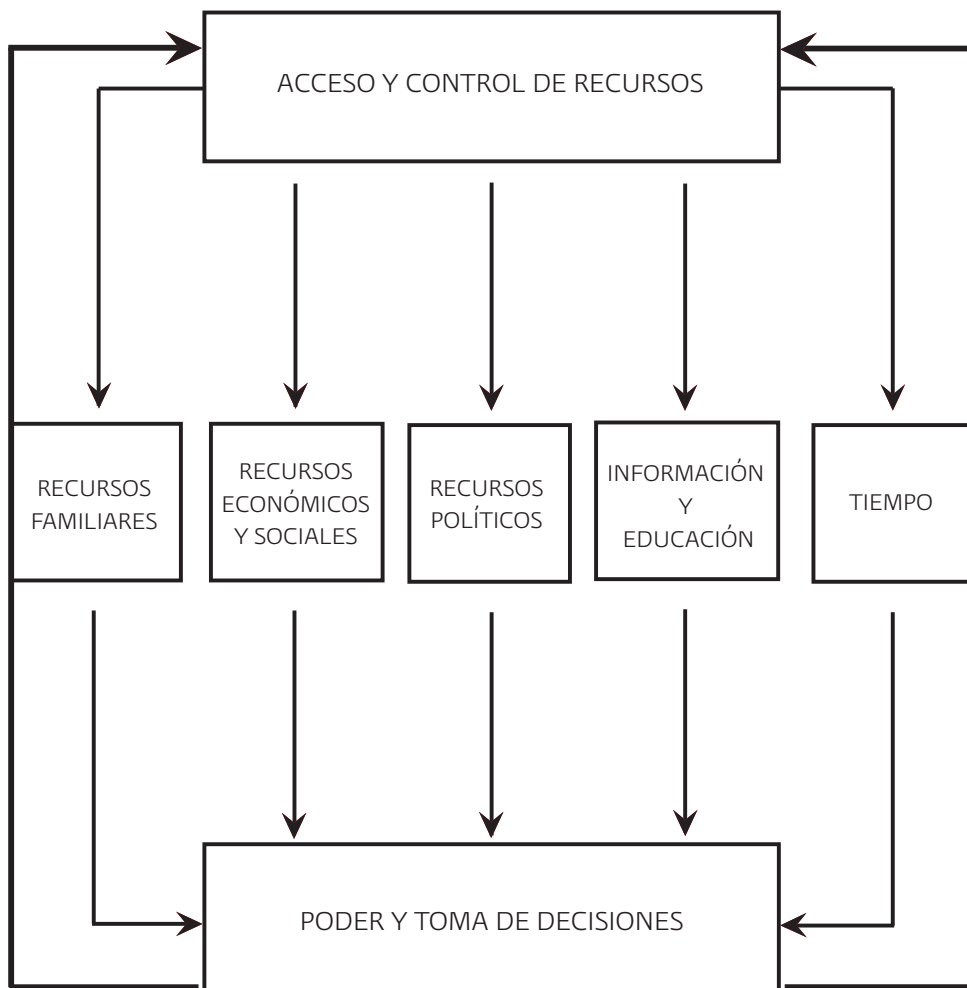 ACCESO Y CONTROL DE RECURSOS
RECURSOS
FAMILIARES
RECURSOS
ECONÓMICOS
Y SOCIALES
RECURSOS
POLÍTICOS
INFORMACIÓN
Y
EDUCACIÓN
TIEMPO
PODER Y TOMA DE DECISIONES